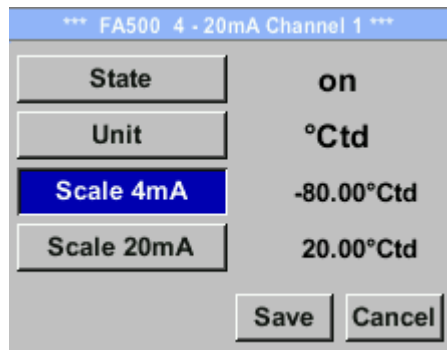 *** FA500 4 - 20mA Channel 1 ***
State on
Unit °Ctd
Scale 4mA -80.00°Ctd
Scale 20mA 20.00°Ctd
Save Cancel